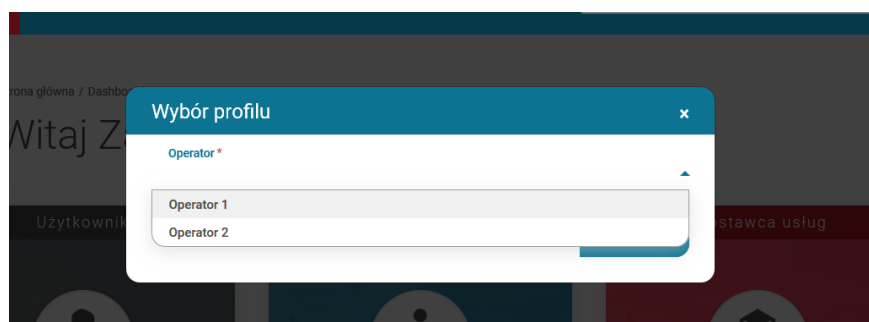 rona główna / Dashbo
Wybór profilu
Witaj Z
Operator *
Operator 1
Operator 2
Użytkownik
stawca usług